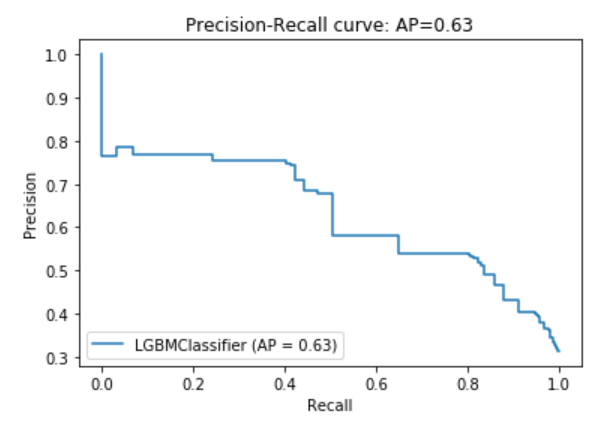 Precision-Recall curve: AP=0.63
1.0
0.9
0.8
0.7
0.6
0.5
0.4
0.3
Precision
LGBMClassifier (AP = 0.63)
0.0 0.2 0.4 0.6 0.8 1.0
Recall